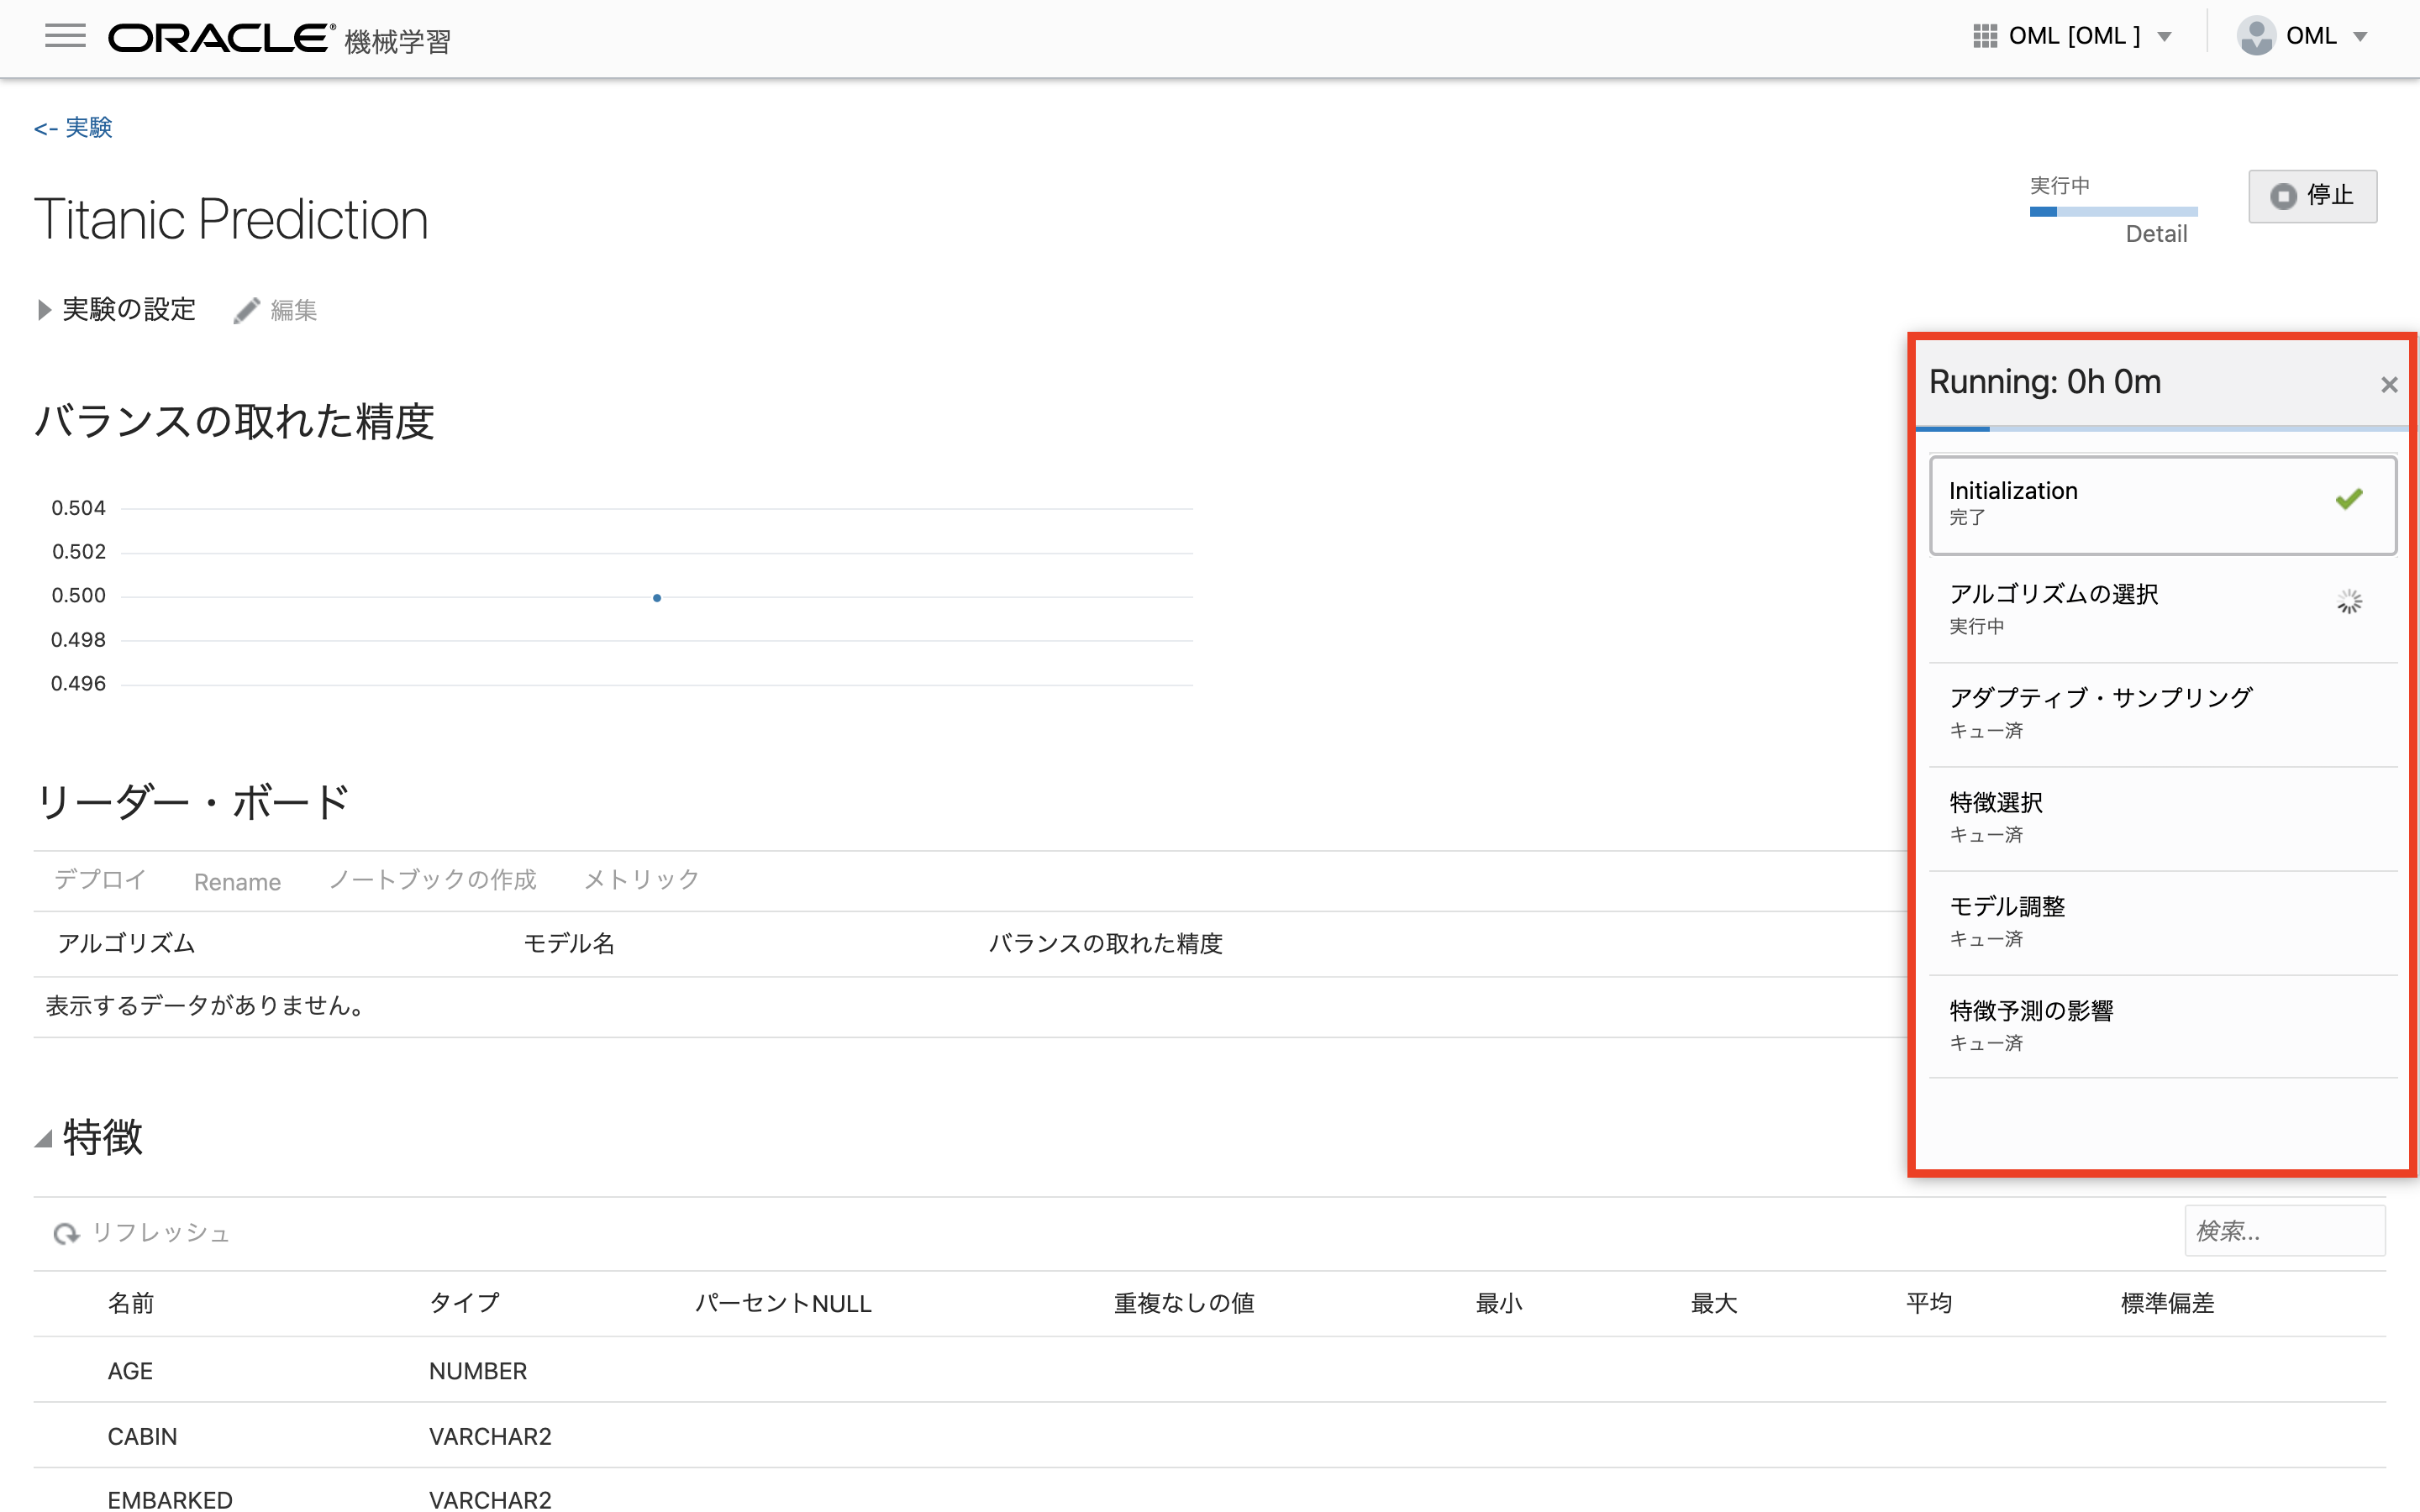 ORACLE® 機械学習
OML [OML ]
OML
<- 実験
Titanic Prediction
実行中
Detail
停止
実験の設定
編集
バランスの取れた精度
0.504
0.502
0.500
0.498
0.496
Running: 0h 0m
×
Initialization
完了
アルゴリズムの選択
実行中
アダプティブ・サンプリング
キュー済
特徴選択
キュー済
モデル調整
キュー済
特徴予測の影響
キュー済
リーダー・ボード
デプロイ Rename ノートブックの作成 メトリック
アルゴリズム モデル名 バランスの取れた精度
表示するデータがありません。
特徴
リフレッシュ
検索...
名前 タイプ パーセントNULL 重複なしの値 最小 最大 平均 標準偏差
AGE NUMBER
CABIN VARCHAR2
EMBARKED VARCHAR2